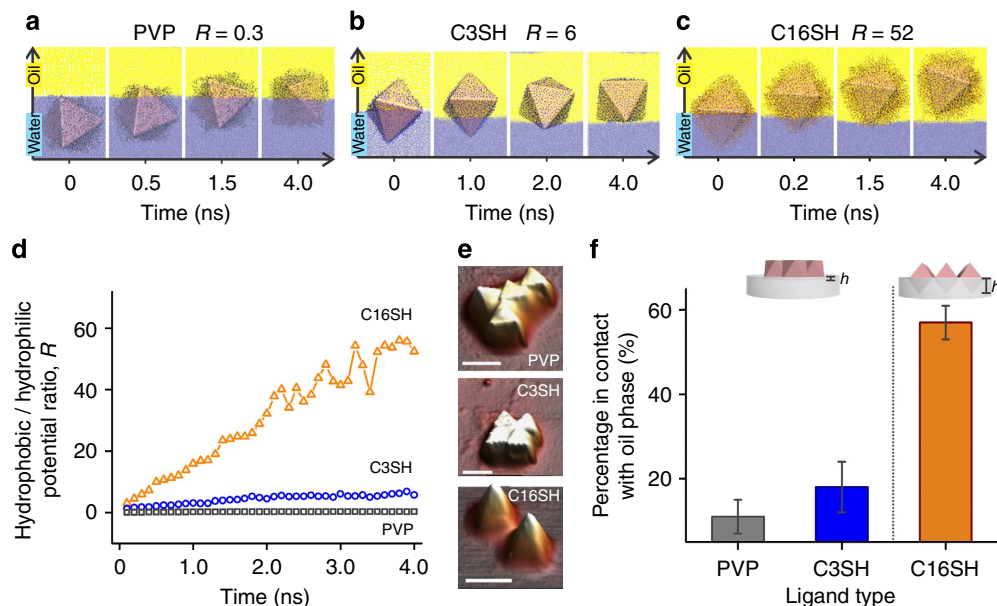 a PVP R = 0.3
Oil
Water
0 0.5 1.5 4.0
Time (ns)
b C3SH R = 6
Oil
Water
0 1.0 2.0 4.0
Time (ns)
c C16SH R = 52
Oil
Water
0 0.2 1.5 4.0
Time (ns)
d
Hydrophobic / hydrophilic
potential ratio, R
60
40
20
0
C16SH
C3SH
PVP
0 1.0 2.0 3.0 4.0
Time (ns)
e
PVP
C3SH
C16SH
f
h
h
Percentage in contact
with oil phase (%)
60
40
20
PVP C3SH C16SH
Ligand type